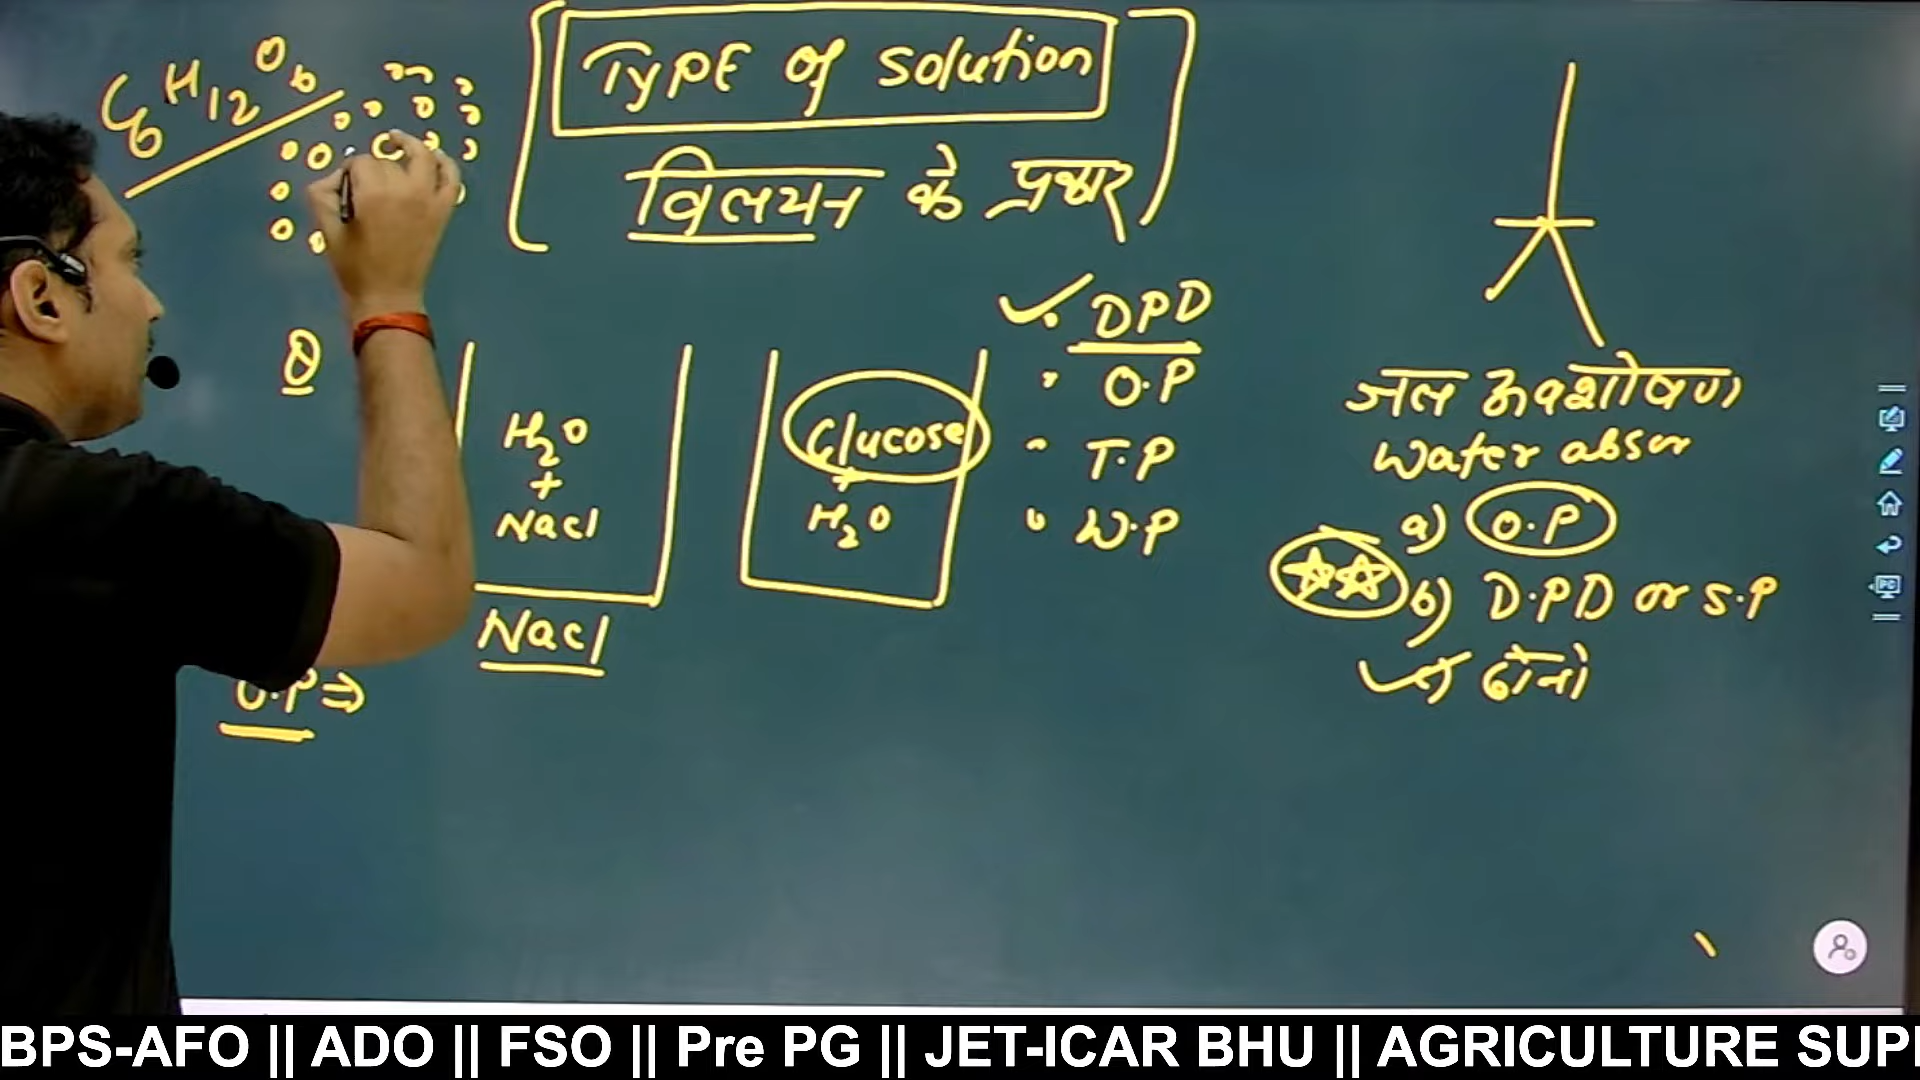 C6H12O6
Type of solution
विलयन के प्रकार
Q
H2O
+
NaCl
NaCl
Glucose
+
H2O
DPD
O.P
T.P
W.P
जल अवशोषण
Water absor
a) O.P
b) D.PD or S.P
c) दोनो
O.P ⇒
BPS-AFO || ADO || FSO || Pre PG || JET-ICAR BHU || AGRICULTURE SUP